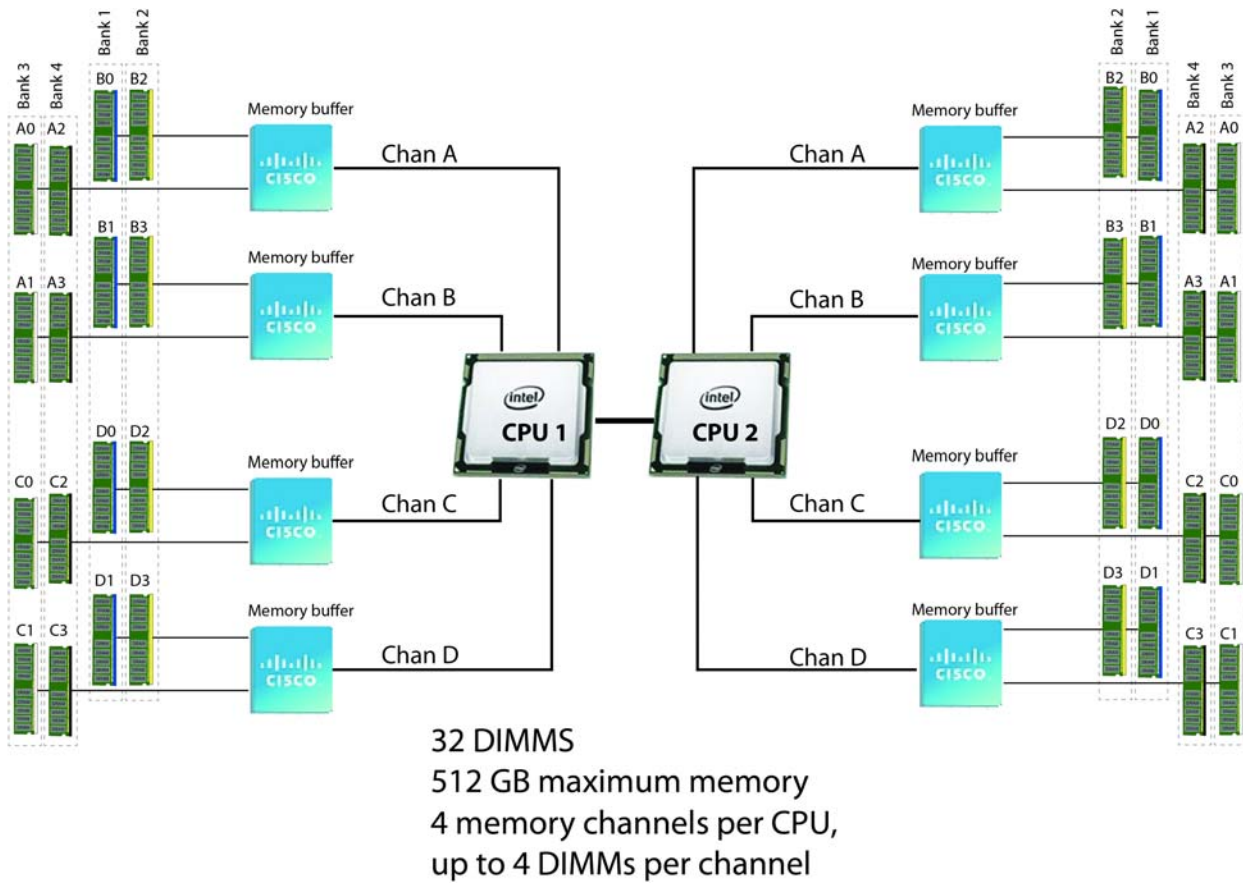 Bank 1
Bank 2
Bank 3
Bank 4
B0 B2
A0 A2
Memory buffer
CISCO
Chan A
B1 B3
A1 A3
Memory buffer
CISCO
Chan B
intel
CPU 1
D0 D2
C0 C2
Memory buffer
CISCO
Chan C
D1 D3
C1 C3
Memory buffer
CISCO
Chan D
Bank 2
Bank 1
Bank 4
Bank 3
B2 B0
A2 A0
Memory buffer
CISCO
Chan A
B3 B1
A3 A1
Memory buffer
CISCO
Chan B
intel
CPU 2
D2 D0
C2 C0
Memory buffer
CISCO
Chan C
D3 D1
C3 C1
Memory buffer
CISCO
Chan D
32 DIMMS
512 GB maximum memory
4 memory channels per CPU,
up to 4 DIMMs per channel